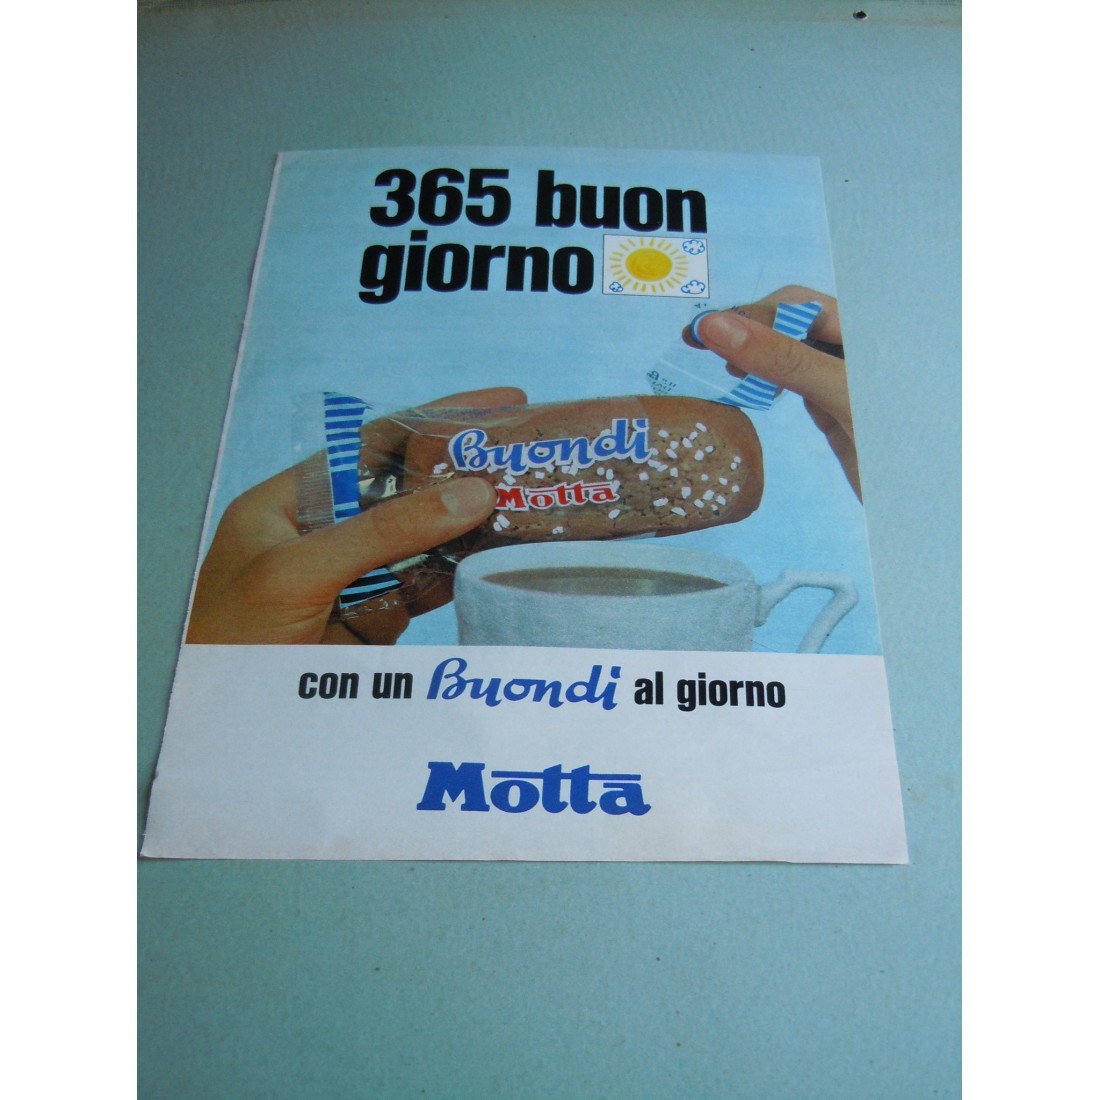 365 buon
giorno
Buondi
Motta
con un Buondi al giorno
Motta